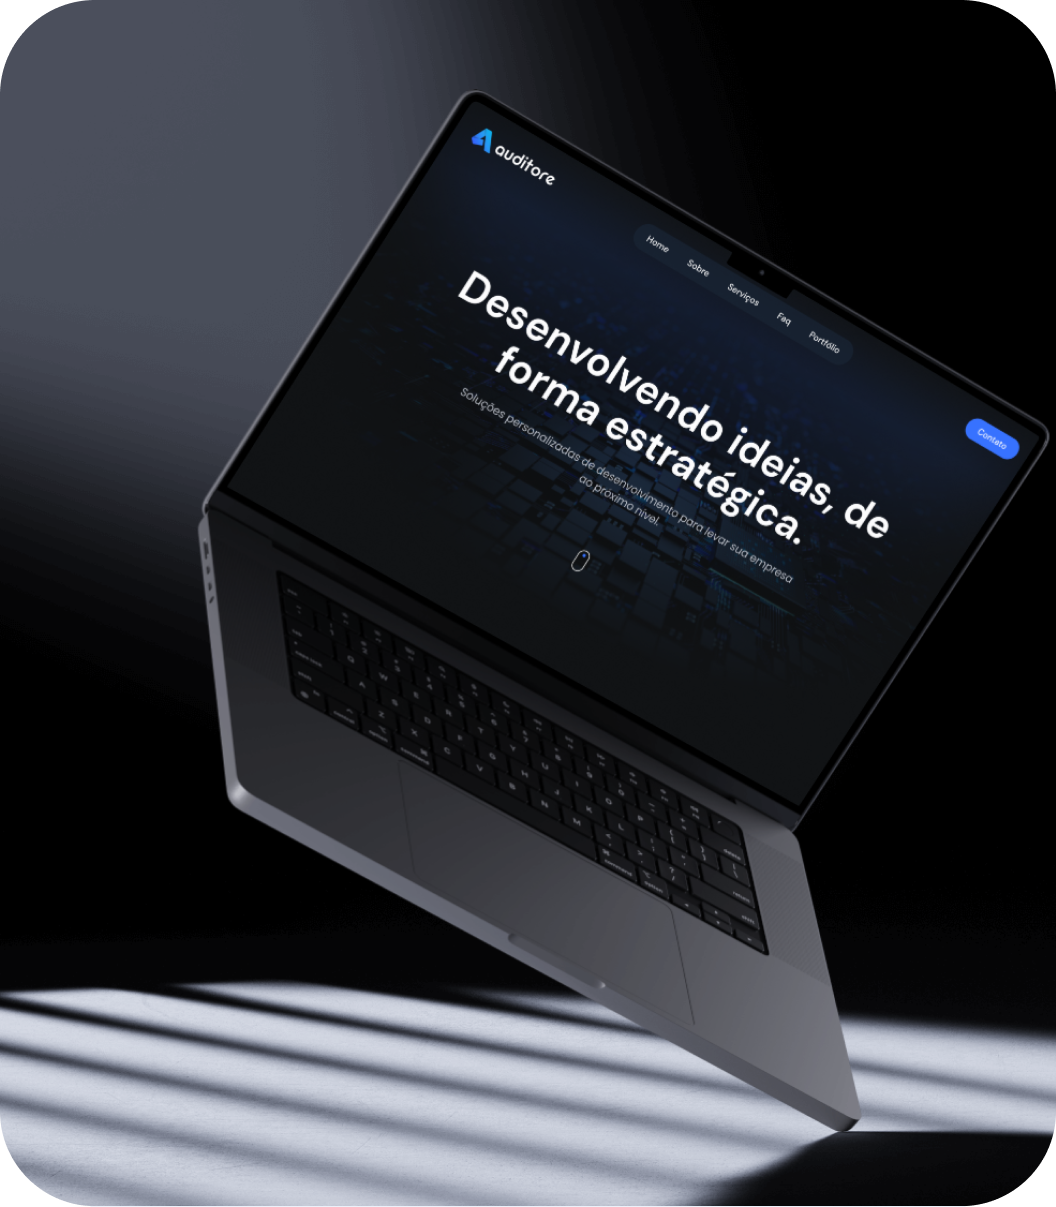 auditore
Home Sobre Serviços Faq Portfólio
Contato
Desenvolvendo ideias, de
forma estratégica.
Soluções personalizadas de desenvolvimento para levar sua empresa
ao próximo nível.